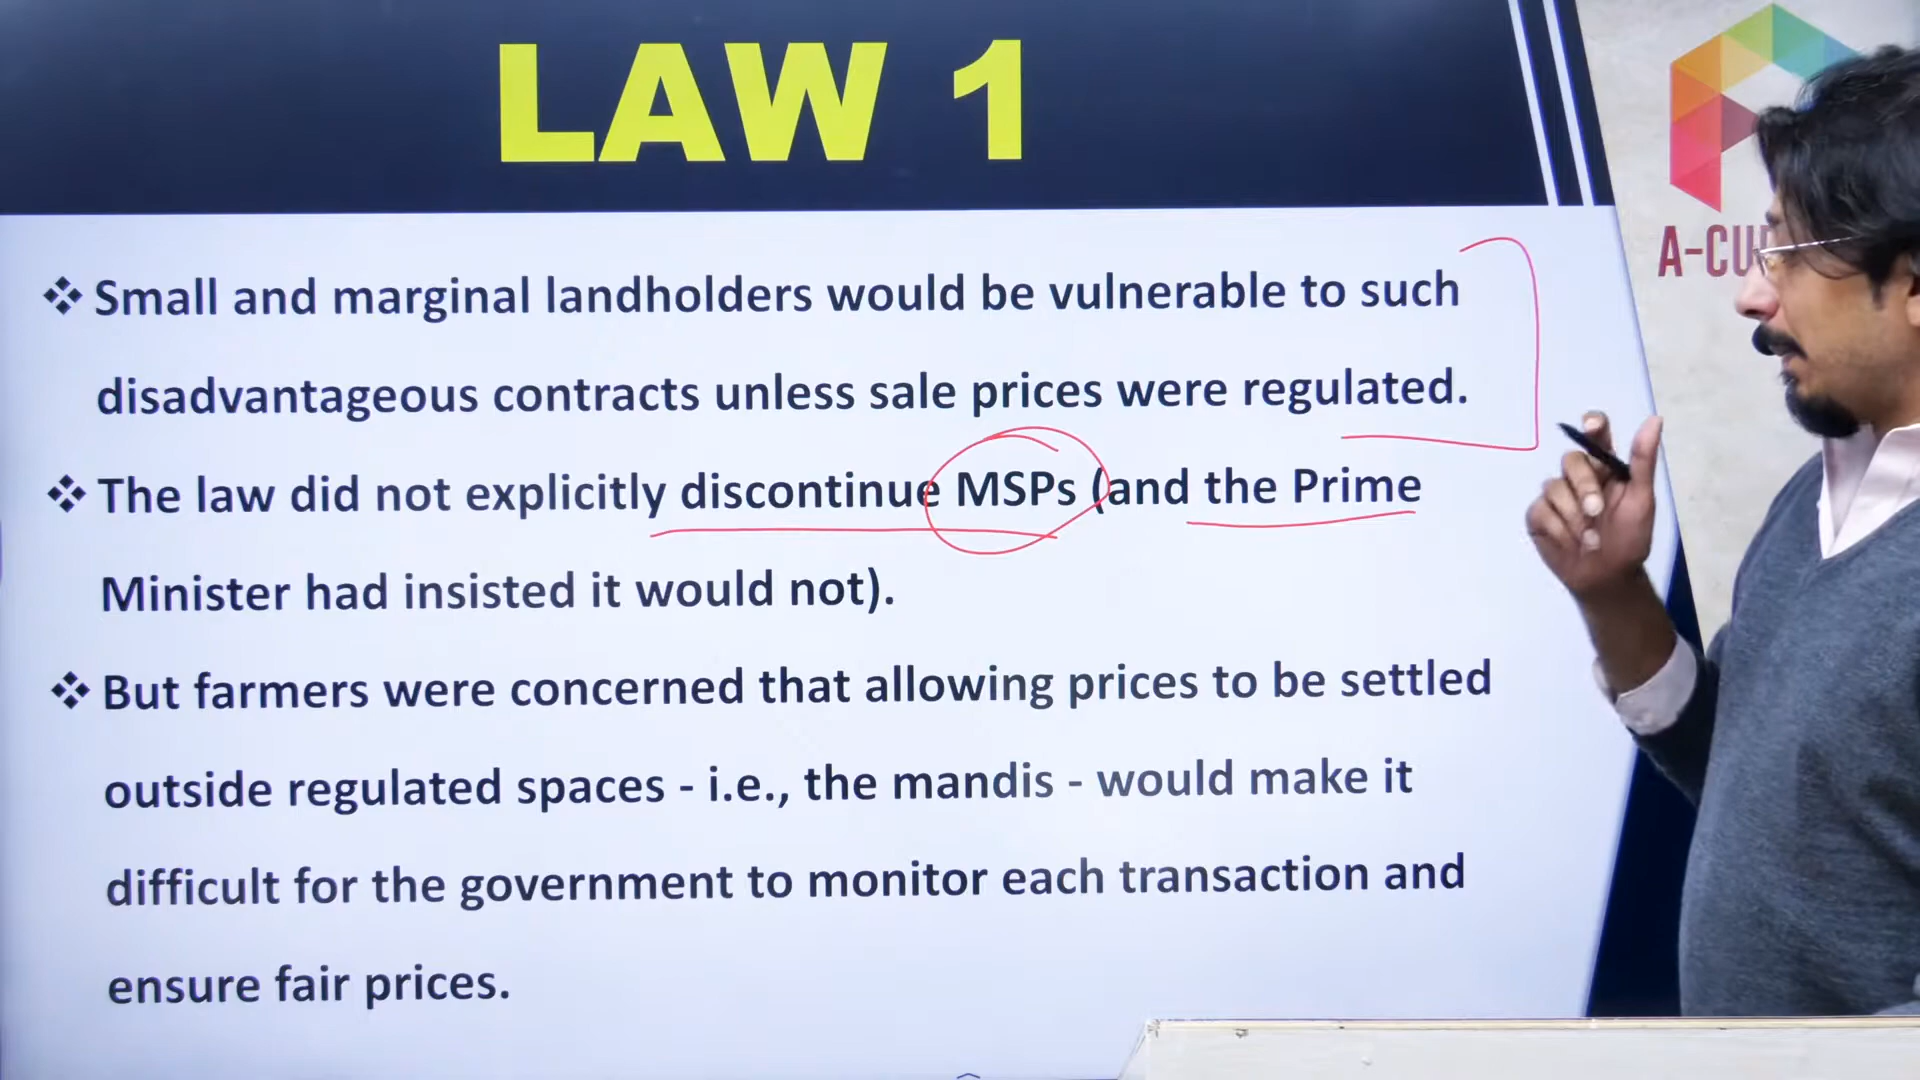 LAW 1
A-CU
❖ Small and marginal landholders would be vulnerable to such
disadvantageous contracts unless sale prices were regulated.
❖ The law did not explicitly discontinue MSPs (and the Prime
Minister had insisted it would not).
❖ But farmers were concerned that allowing prices to be settled
outside regulated spaces - i.e., the mandis - would make it
difficult for the government to monitor each transaction and
ensure fair prices.